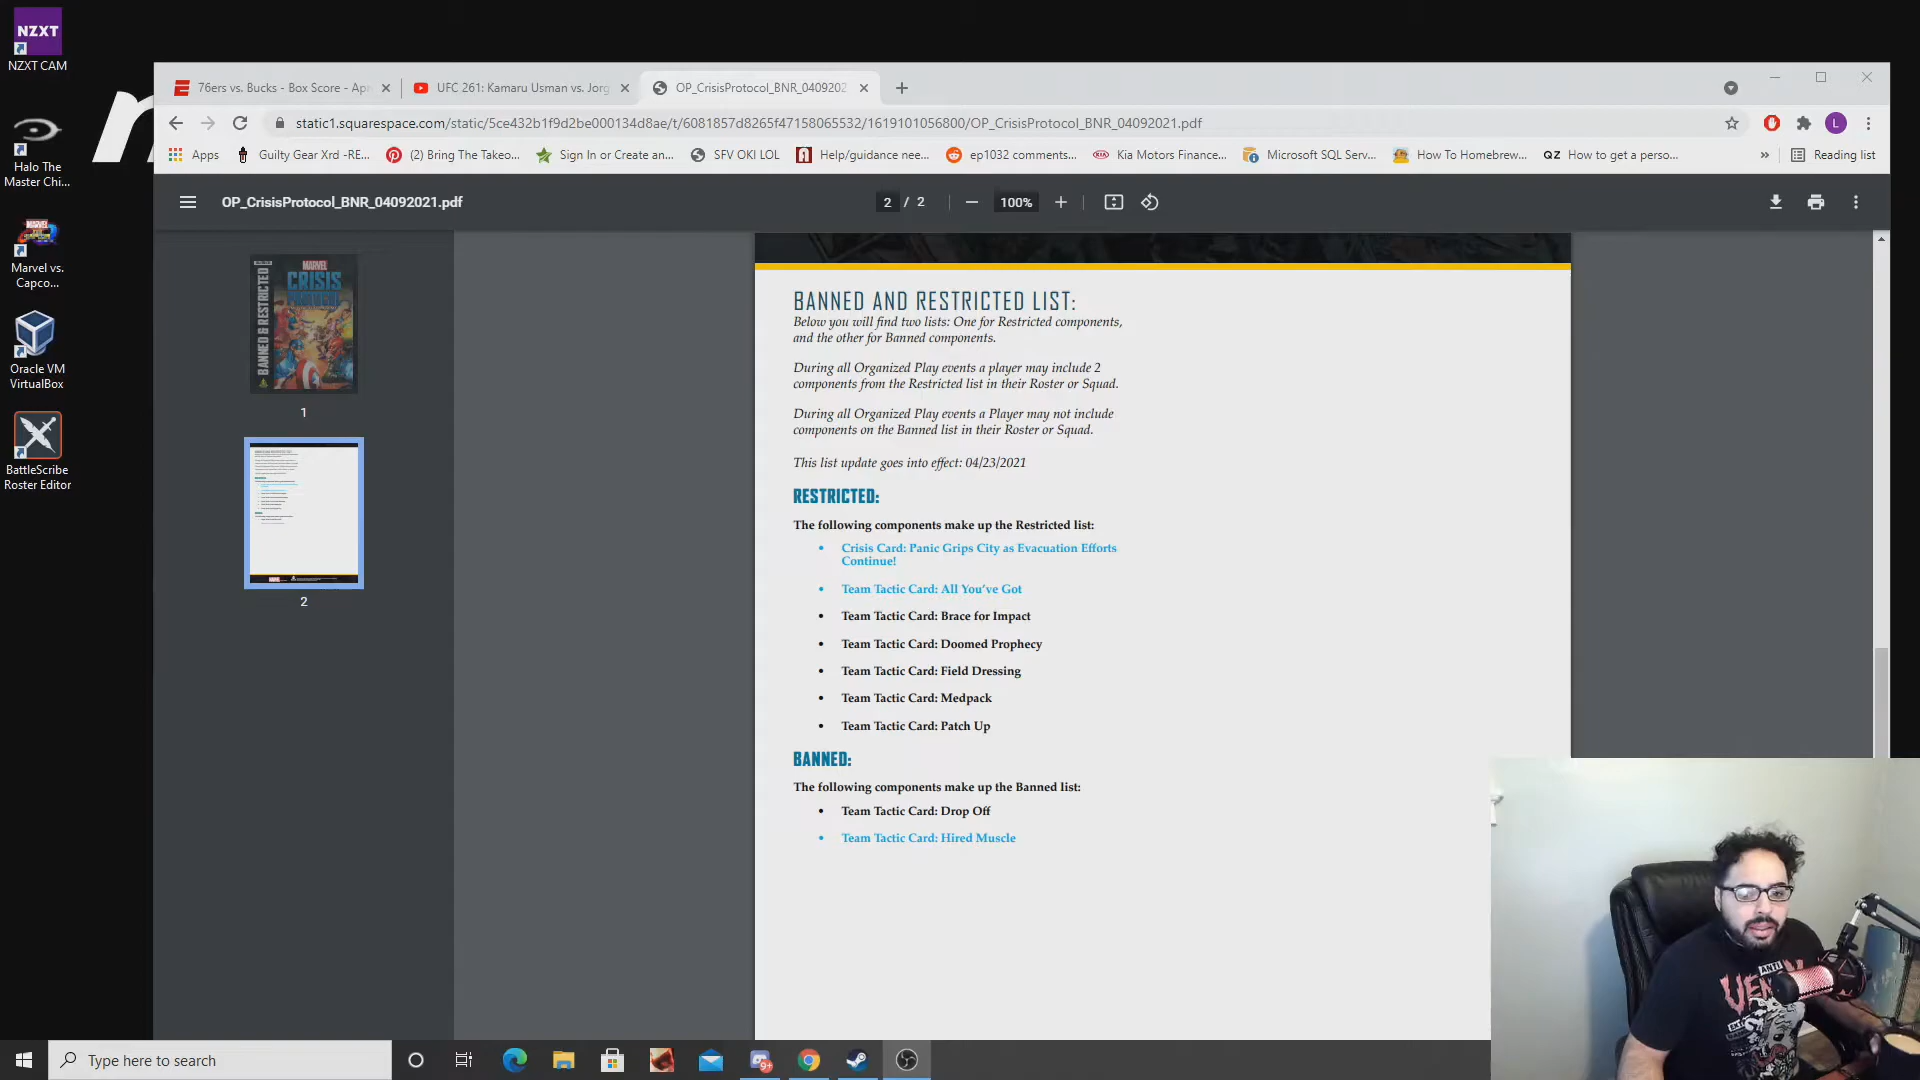 NZXT
NZXT CAM
76ers vs. Bucks - Box Score - Apr
UFC 261: Kamaru Usman vs. Jorg
OP_CrisisProtocol_BNR_0409202
static1.squarespace.com/static/5ce432b1f9d2be000134d8ae/t/6081857d8265f47158065532/1619101056800/OP_CrisisProtocol_BNR_04092021.pdf
L
Apps
Guilty Gear Xrd -RE...
(2) Bring The Takeo...
Sign In or Create an...
SFV OKI LOL
Help/guidance nee...
ep1032 comments...
Kia Motors Finance...
Microsoft SQL Serv...
How To Homebrew...
QZ
How to get a perso...
»
Reading list
Halo The
Master Chi...
Marvel vs.
Capco...
Oracle VM
VirtualBox
BattleScribe
Roster Editor
OP_CrisisProtocol_BNR_04092021.pdf
2 / 2
100%
BANNED & RESTRICTED
MARVEL
CRISIS
PROTOCOL
1
2
BANNED AND RESTRICTED LIST:
Below you will find two lists: One for Restricted components,
and the other for Banned components.
During all Organized Play events a player may include 2
components from the Restricted list in their Roster or Squad.
During all Organized Play events a Player may not include
components on the Banned list in their Roster or Squad.
This list update goes into effect: 04/23/2021
RESTRICTED:
The following components make up the Restricted list:
• Crisis Card: Panic Grips City as Evacuation Efforts
Continue!
• Team Tactic Card: All You've Got
• Team Tactic Card: Brace for Impact
• Team Tactic Card: Doomed Prophecy
• Team Tactic Card: Field Dressing
• Team Tactic Card: Medpack
• Team Tactic Card: Patch Up
BANNED:
The following components make up the Banned list:
• Team Tactic Card: Drop Off
• Team Tactic Card: Hired Muscle
ANTI
Type here to search
9+